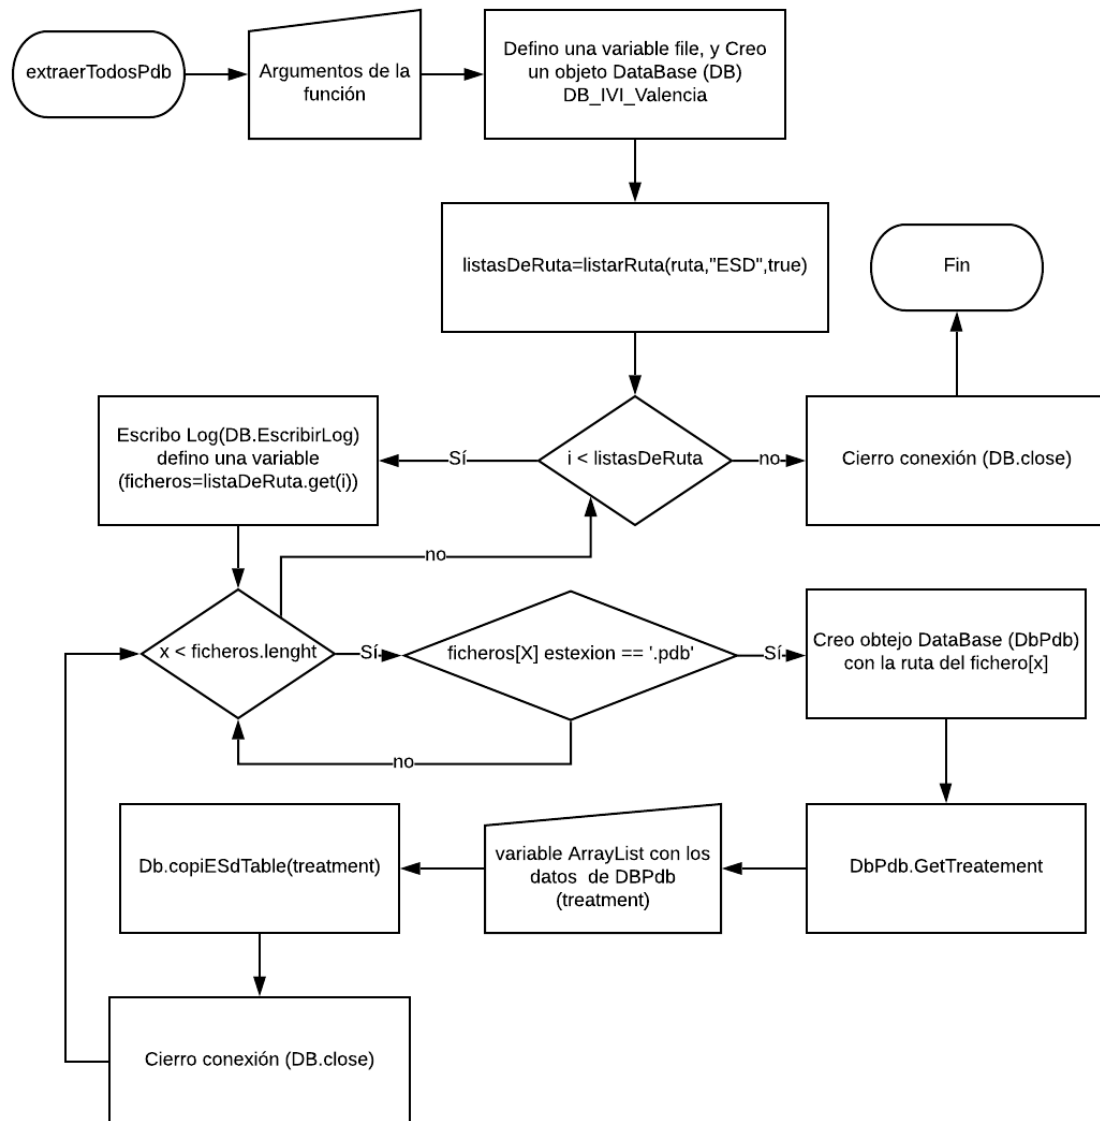 extraerTodosPdb
Argumentos de la
función
Defino una variable file, y Creo
un objeto DataBase (DB)
DB_IVI_Valencia
listasDeRuta=listarRuta(ruta,"ESD",true)
Fin
Escribo Log(DB.EscribirLog)
defino una variable
(ficheros=listaDeRuta.get(i))
Sí
i < listasDeRuta
no
Cierro conexión (DB.close)
no
x < ficheros.lenght
Sí
ficheros[X] estexion == '.pdb'
Sí
Creo obtejo DataBase (DbPdb)
con la ruta del fichero[x]
no
Db.copiESdTable(treatment)
variable ArrayList con los
datos de DBPdb
(treatment)
DbPdb.GetTreatement
Cierro conexión (DB.close)